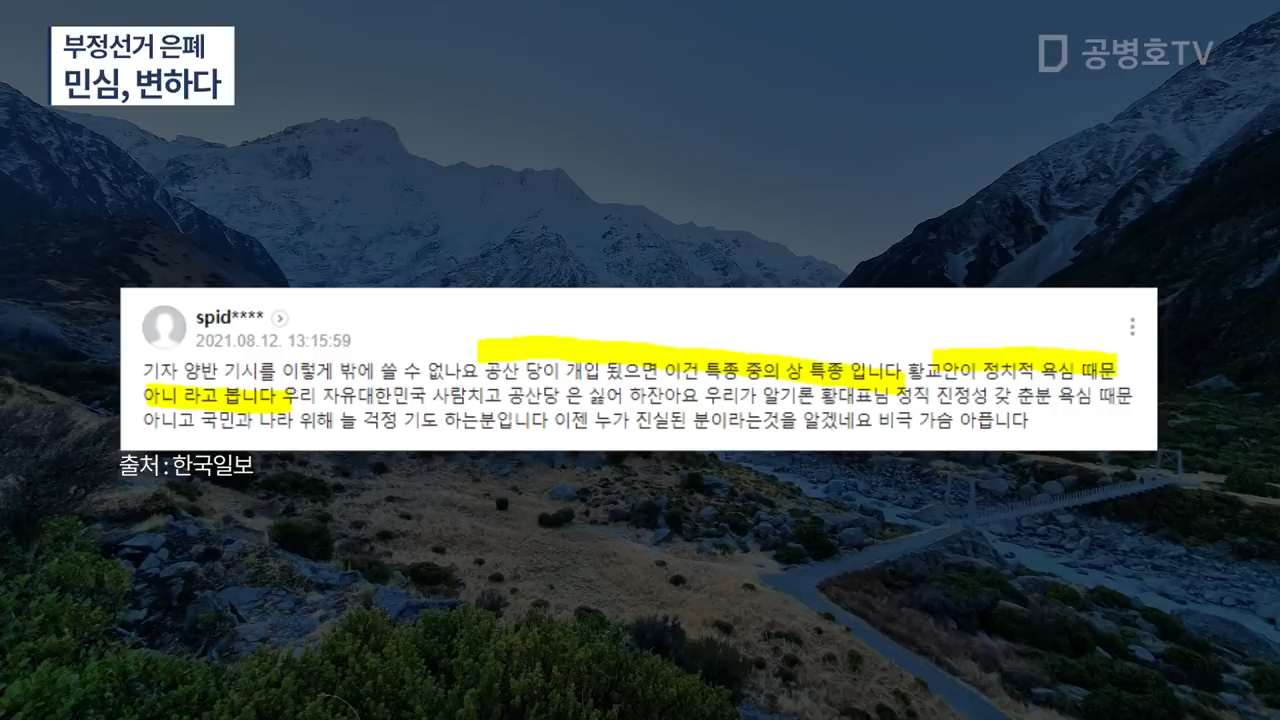 부정선거 은폐
민심, 변하다
공병호TV
spid****
2021.08.12. 13:15:59
기자 양반 기시를 이렇게 밖에 쓸 수 없나요 공산 당이 개입 됬으면 이건 특종 중의 상 특종 입니다 황교안이 정치적 욕심 때문
아니 라고 봅니다 우리 자유대한민국 사람치고 공산당 은 싫어 하잔아요 우리가 알기론 황대표님 정직 진정성 갖 춘분 욕심 때문
아니고 국민과 나라 위해 늘 걱정 기도 하는분입니다 이젠 누가 진실된 분이라는것을 알겠네요 비극 가슴 아픕니다
출처 : 한국일보